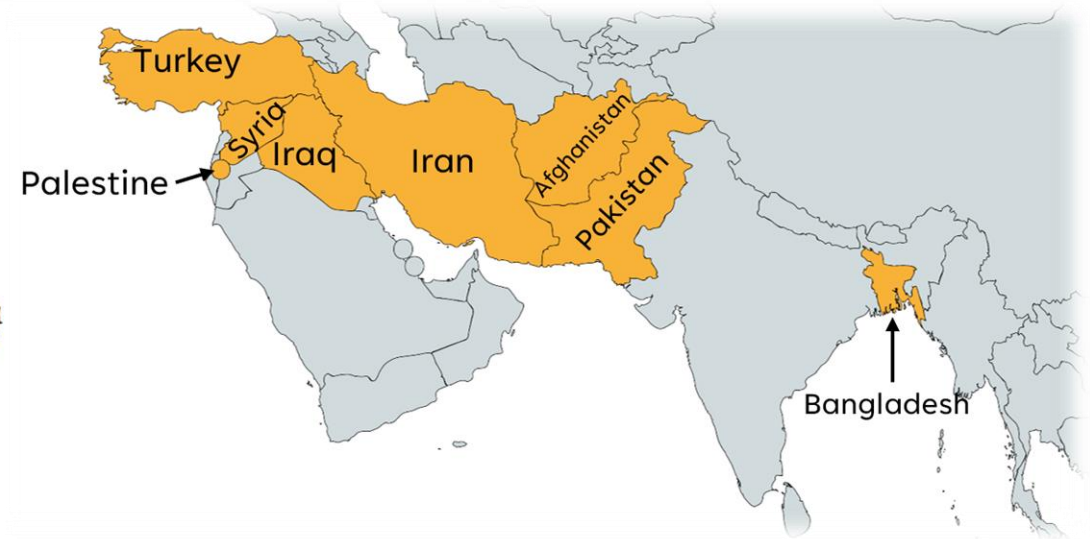 Turkey
Syria
Iraq
Iran
Afghanistan
Pakistan
Palestine
Bangladesh